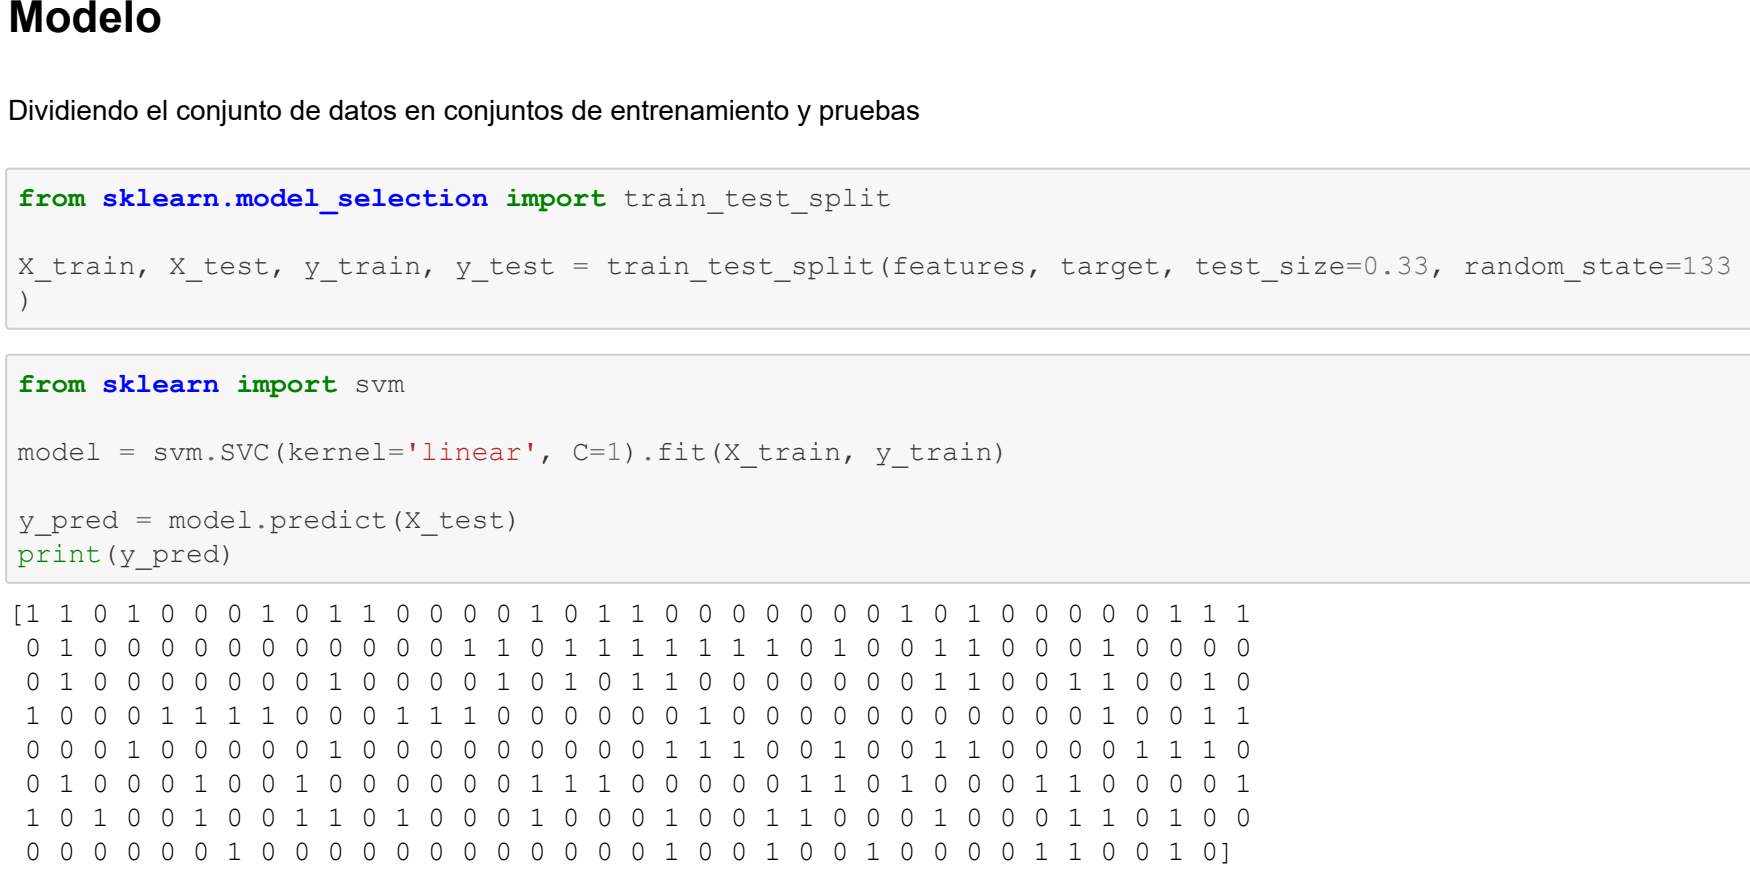 Modelo
Dividiendo el conjunto de datos en conjuntos de entrenamiento y pruebas
from sklearn.model_selection import train_test_split
X_train, X_test, y_train, y_test = train_test_split(features, target, test_size=0.33, random_state=133
)
from sklearn import svm
model = svm.SVC(kernel='linear', C=1).fit(X_train, y_train)
y_pred = model.predict(X_test)
print(y_pred)
[1 1 0 1 0 0 0 1 0 1 1 0 0 0 0 1 0 1 1 0 0 0 0 0 0 0 1 0 1 0 0 0 0 0 1 1 1
0 1 0 0 0 0 0 0 0 0 0 0 0 1 1 0 1 1 1 1 1 1 1 0 1 0 0 1 1 0 0 0 1 0 0 0 0
0 1 0 0 0 0 0 0 0 1 0 0 0 0 1 0 1 0 1 1 0 0 0 0 0 0 0 1 1 0 0 1 1 0 0 1 0
1 0 0 0 1 1 1 1 0 0 0 1 1 1 0 0 0 0 0 0 1 0 0 0 0 0 0 0 0 0 0 0 1 0 0 1 1
0 0 0 1 0 0 0 0 0 1 0 0 0 0 0 0 0 0 0 1 1 1 0 0 1 0 0 1 1 0 0 0 0 1 1 1 0
0 1 0 0 0 1 0 0 1 0 0 0 0 0 0 1 1 1 0 0 0 0 0 1 1 0 1 0 0 0 1 1 0 0 0 0 1
1 0 1 0 0 1 0 0 1 1 0 1 0 0 0 1 0 0 0 1 0 0 1 1 0 0 0 1 0 0 0 1 1 0 1 0 0
0 0 0 0 0 0 1 0 0 0 0 0 0 0 0 0 0 0 0 1 0 0 1 0 0 1 0 0 0 0 1 1 0 0 1 0]